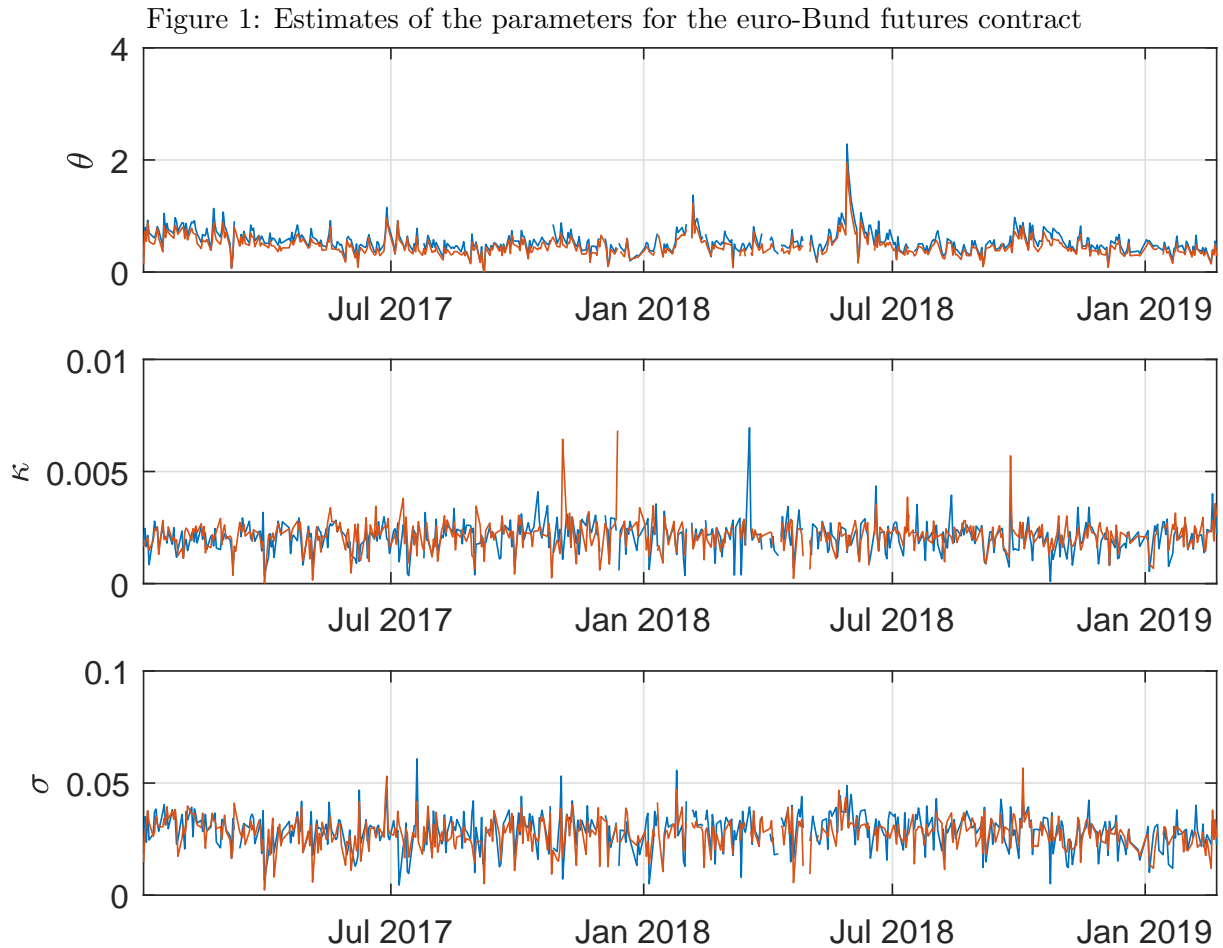 Figure 1: Estimates of the parameters for the euro-Bund futures contract
4
2
0
θ
Jul 2017 Jan 2018 Jul 2018 Jan 2019
0.01
0.005
0
κ
Jul 2017 Jan 2018 Jul 2018 Jan 2019
0.1
0.05
0
σ
Jul 2017 Jan 2018 Jul 2018 Jan 2019